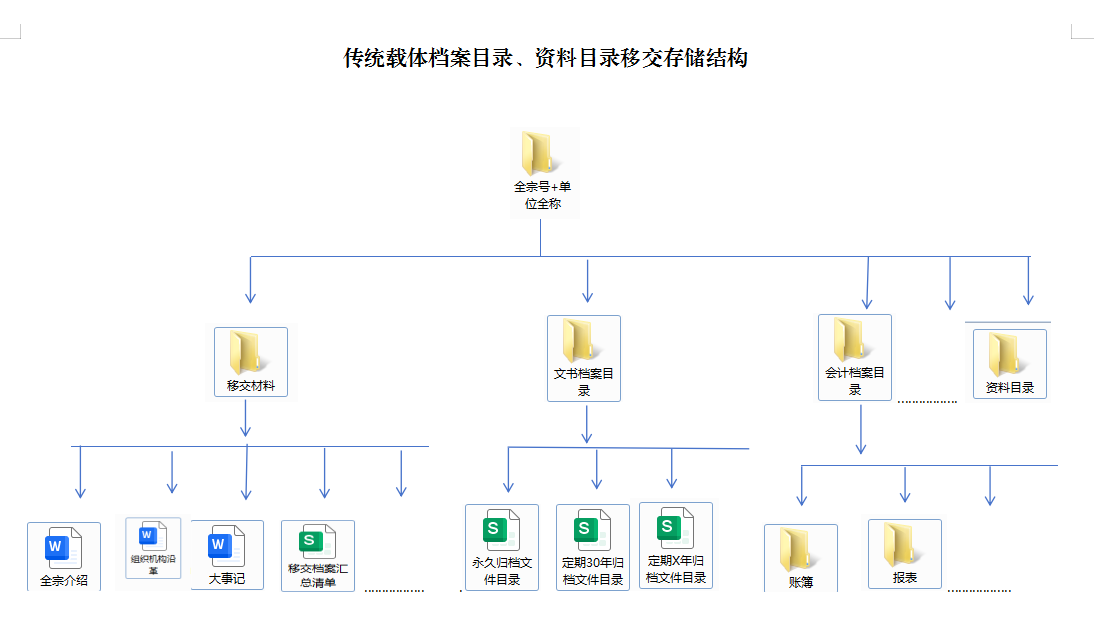 传统载体档案目录、资料目录移交存储结构
全宗号+单
位全称
移交材料
文书档案目
录
会计档案目
录
………………
资料目录
全宗介绍
组织机构沿
革
大事记
移交档案汇
总清单
………………
永久归档文
件目录
定期30年归
档文件目录
定期X年归
档文件目录
账簿
报表
………………